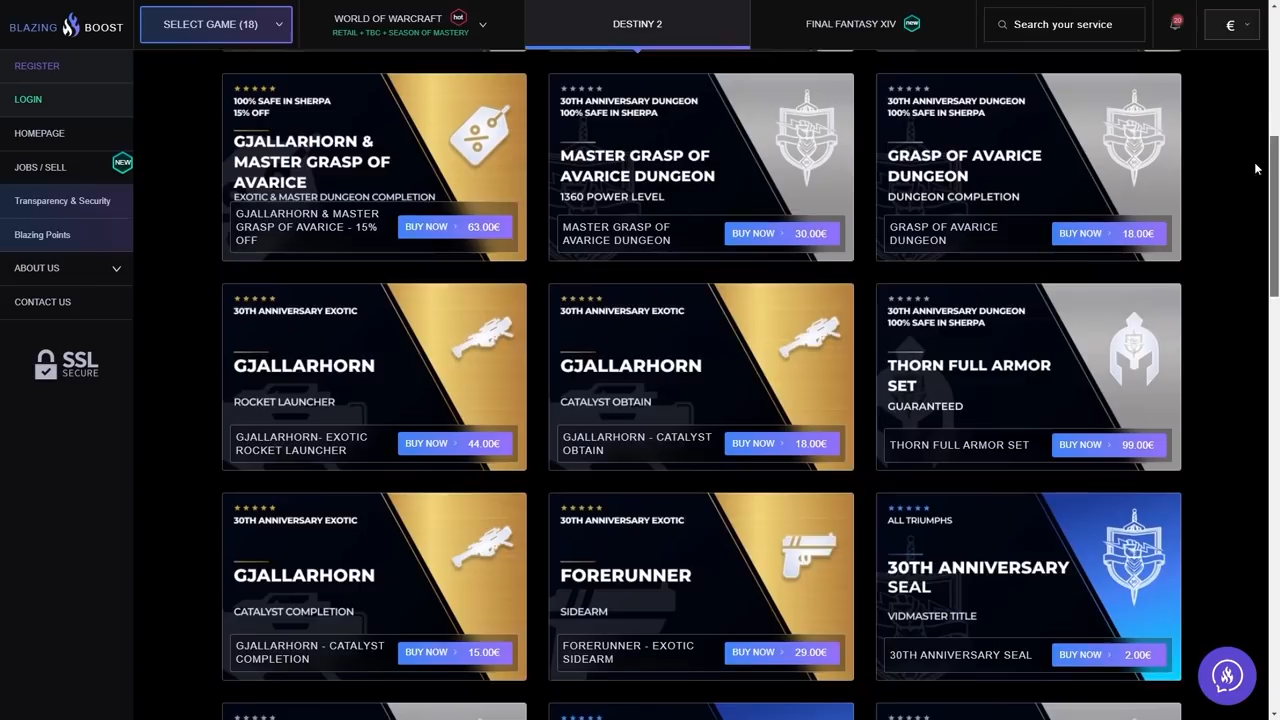 BLAZING BOOST
SELECT GAME (18)
WORLD OF WARCRAFT hot
RETAIL + TBC + SEASON OF MASTERY
DESTINY 2
FINAL FANTASY XIV new
Search your service
20
€
REGISTER
LOGIN
HOMEPAGE
JOBS / SELL NEW
Transparency & Security
Blazing Points
ABOUT US
CONTACT US
SSL
SECURE
100% SAFE IN SHERPA
15% OFF
GJALLARHORN &
MASTER GRASP OF
AVARICE
EXOTIC & MASTER DUNGEON COMPLETION
GJALLARHORN & MASTER
GRASP OF AVARICE - 15%
OFF
BUY NOW 63.00€
30TH ANNIVERSARY DUNGEON
100% SAFE IN SHERPA
MASTER GRASP OF
AVARICE DUNGEON
1360 POWER LEVEL
MASTER GRASP OF
AVARICE DUNGEON
BUY NOW 30.00€
30TH ANNIVERSARY DUNGEON
100% SAFE IN SHERPA
GRASP OF AVARICE
DUNGEON
DUNGEON COMPLETION
GRASP OF AVARICE
DUNGEON
BUY NOW 18.00€
30TH ANNIVERSARY EXOTIC
GJALLARHORN
ROCKET LAUNCHER
GJALLARHORN- EXOTIC
ROCKET LAUNCHER
BUY NOW 44.00€
30TH ANNIVERSARY EXOTIC
GJALLARHORN
CATALYST OBTAIN
GJALLARHORN - CATALYST
OBTAIN
BUY NOW 18.00€
30TH ANNIVERSARY DUNGEON
100% SAFE IN SHERPA
THORN FULL ARMOR
SET
GUARANTEED
THORN FULL ARMOR SET
BUY NOW 99.00€
30TH ANNIVERSARY EXOTIC
GJALLARHORN
CATALYST COMPLETION
GJALLARHORN - CATALYST
COMPLETION
BUY NOW 15.00€
30TH ANNIVERSARY EXOTIC
FORERUNNER
SIDEARM
FORERUNNER - EXOTIC
SIDEARM
BUY NOW 29.00€
ALL TRIUMPHS
30TH ANNIVERSARY
SEAL
VIDMASTER TITLE
30TH ANNIVERSARY SEAL
BUY NOW 2.00€